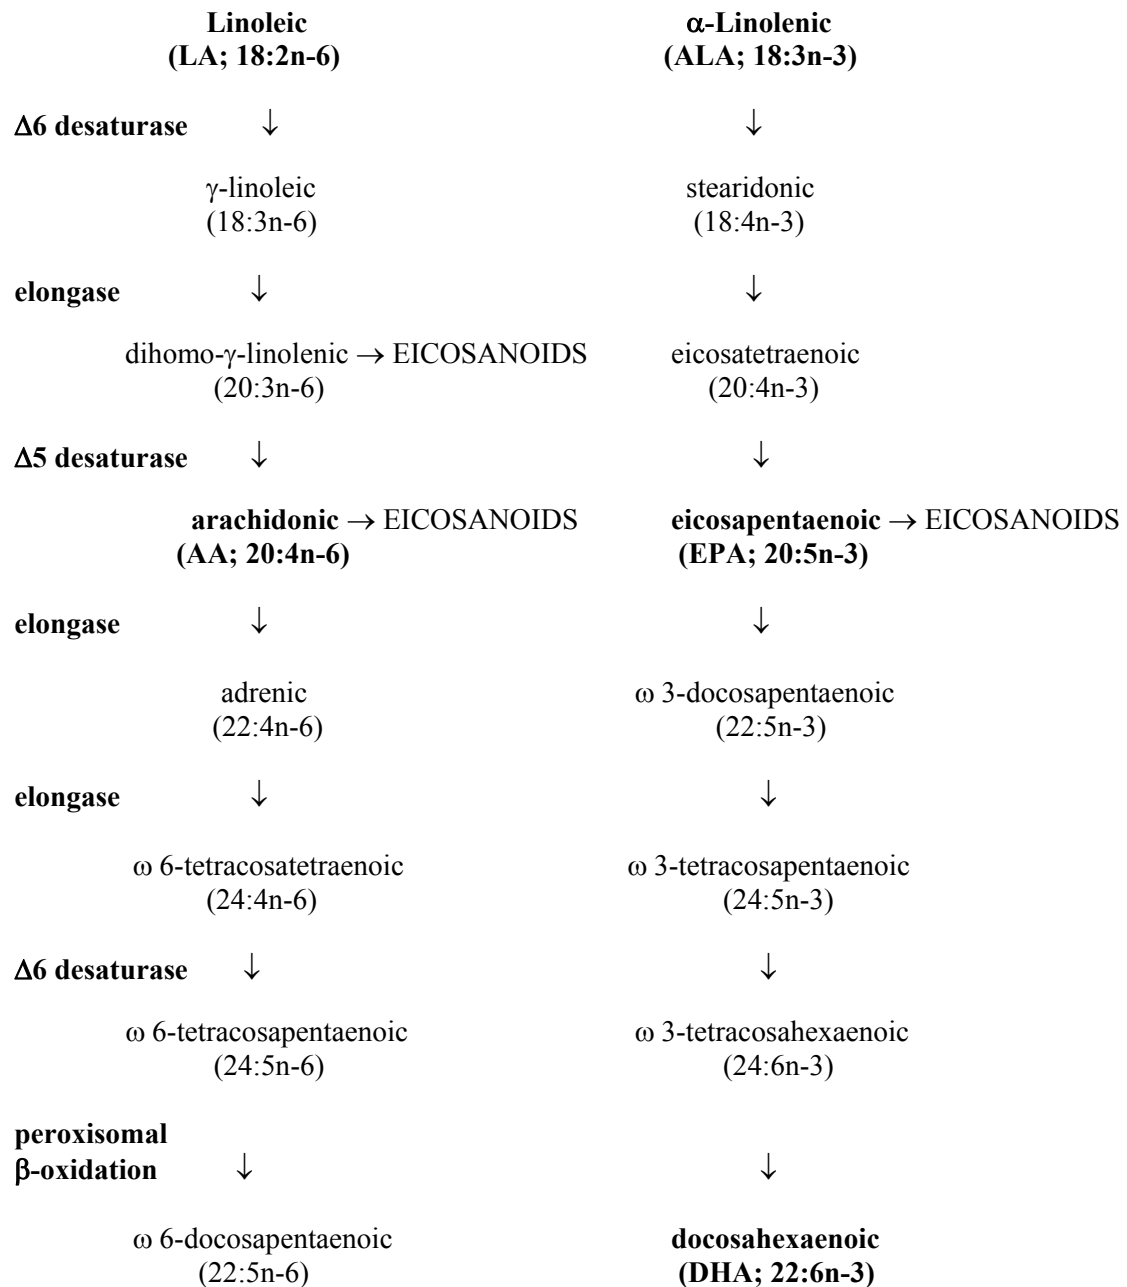 Linoleic α-Linolenic
(LA; 18:2n-6) (ALA; 18:3n-3)
Δ6 desaturase ↓ ↓
γ-linoleic stearidonic
(18:3n-6) (18:4n-3)
elongase ↓ ↓
dihomo-γ-linolenic → EICOSANOIDS eicosatetraenoic
(20:3n-6) (20:4n-3)
Δ5 desaturase ↓ ↓
arachidonic → EICOSANOIDS eicosapentaenoic → EICOSANOIDS
(AA; 20:4n-6) (EPA; 20:5n-3)
elongase ↓ ↓
adrenic ω 3-docosapentaenoic
(22:4n-6) (22:5n-3)
elongase ↓ ↓
ω 6-tetracosatetraenoic ω 3-tetracosapentaenoic
(24:4n-6) (24:5n-3)
Δ6 desaturase ↓ ↓
ω 6-tetracosapentaenoic ω 3-tetracosahexaenoic
(24:5n-6) (24:6n-3)
peroxisomal
β-oxidation ↓ ↓
ω 6-docosapentaenoic docosahexaenoic
(22:5n-6) (DHA; 22:6n-3)